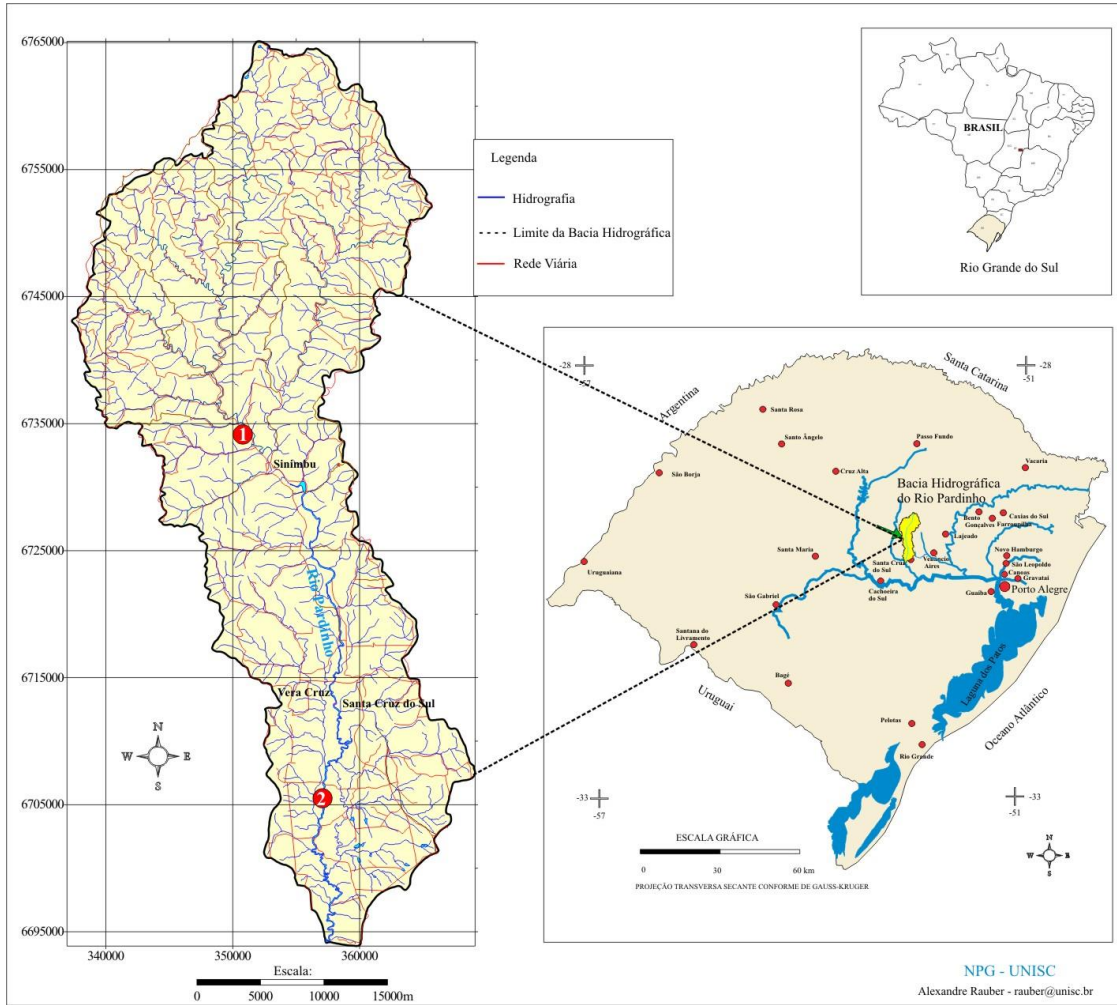 6765000
6755000
6745000
6735000
6725000
6715000
6705000
6695000
340000
350000
360000
1
Sinimbu
Rio Pardinho
Vera Cruz
Santa Cruz do Sul
2
N
W
E
S
Escala:
0
5000
10000
15000m
Legenda
Hidrografia
Limite da Bacia Hidrográfica
Rede Viária
BRASIL
Rio Grande do Sul
-28
-57
-28
-51
Santa Catarina
Argentina
Santa Rosa
Santo Ângelo
Passo Fundo
Vacaria
São Borja
Cruz Alta
Bacia Hidrográfica
do Rio Pardinho
Bento
Gonçalves
Caxias do Sul
Farroupilha
Lajeado
Santa Maria
Santa Cruz
do Sul
Venâncio
Aires
Novo Hamburgo
São Leopoldo
Canoas
Gravataí
Uruguaiana
Cachoeira
do Sul
Guaíba
Porto Alegre
São Gabriel
Santana do
Livramento
Bagé
Uruguai
Laguna dos Patos
Oceano Atlântico
Pelotas
Rio Grande
-33
-57
-33
-51
ESCALA GRÁFICA
0
30
60 km
PROJEÇÃO TRANSVERSA SECANTE CONFORME DE GAUSS-KRUGER
N
W
E
S
NPG - UNISC
Alexandre Rauber - rauber@unisc.br